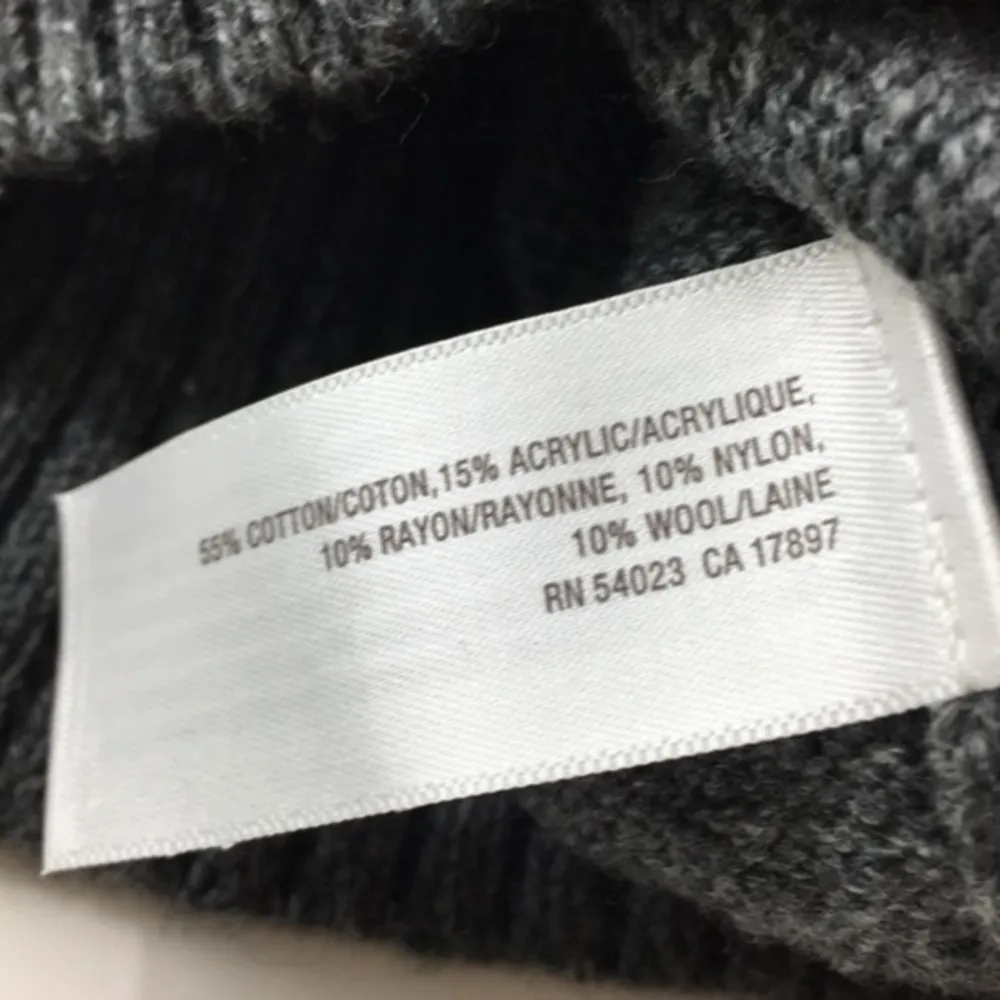 55% COTTON/COTON,15% ACRYLIC/ACRYLIQUE,
10% RAYON/RAYONNE, 10% NYLON,
10% WOOL/LAINE
RN 54023 CA 17897